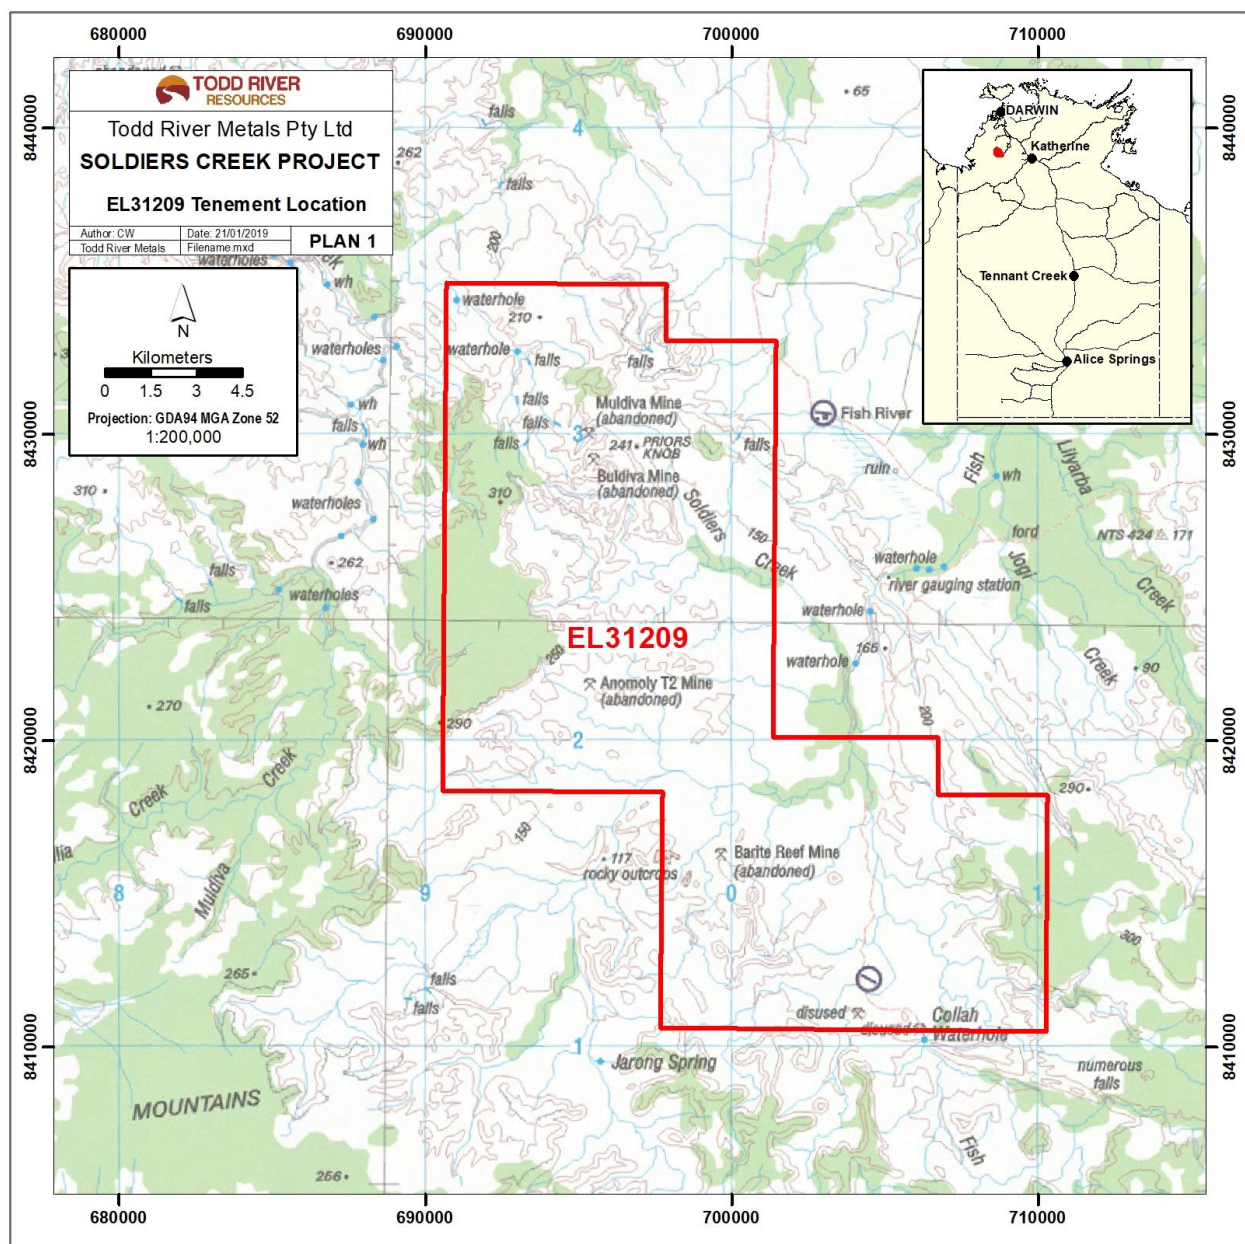 680000
690000
700000
710000
8440000
8430000
8420000
8410000
TODD RIVER
RESOURCES
Todd River Metals Pty Ltd
SOLDIERS CREEK PROJECT
EL31209 Tenement Location
Author: CW
Date: 21/01/2019
Todd River Metals
Filename.mxd
PLAN 1
N
Kilometers
0 1.5 3 4.5
Projection: GDA94 MGA Zone 52
1:200,000
DARWIN
Katherine
Tennant Creek
Alice Springs
65
falls
4
262
falls
200
waterholes
wh
waterhole
210
waterholes
waterhole
falls
falls
wh
falls
Muldiva Mine
(abandoned)
Fish River
falls
falls
3
241 PRIORS
KNOB
falls
wh
falls
Buldiva Mine
(abandoned)
ruin
Fish
wh
Lilyarba
310
waterholes
310
Soldiers
150
ford
NTS 424 171
262
Creek
waterhole
Jogi
falls
river gauging station
Creek
falls
waterholes
waterhole
EL31209
250
165
waterhole
Creek
90
Anomoly T2 Mine
(abandoned)
270
290
200
2
Creek
Creek
290
150
117
rocky outcrops
Barite Reef Mine
(abandoned)
Muldiva
8
9
0
1
300
265
falls
falls
disused
Collah
disused
Waterhole
1
Jarong Spring
numerous
falls
MOUNTAINS
Fish
256
8440000
8430000
8420000
8410000
680000
690000
700000
710000